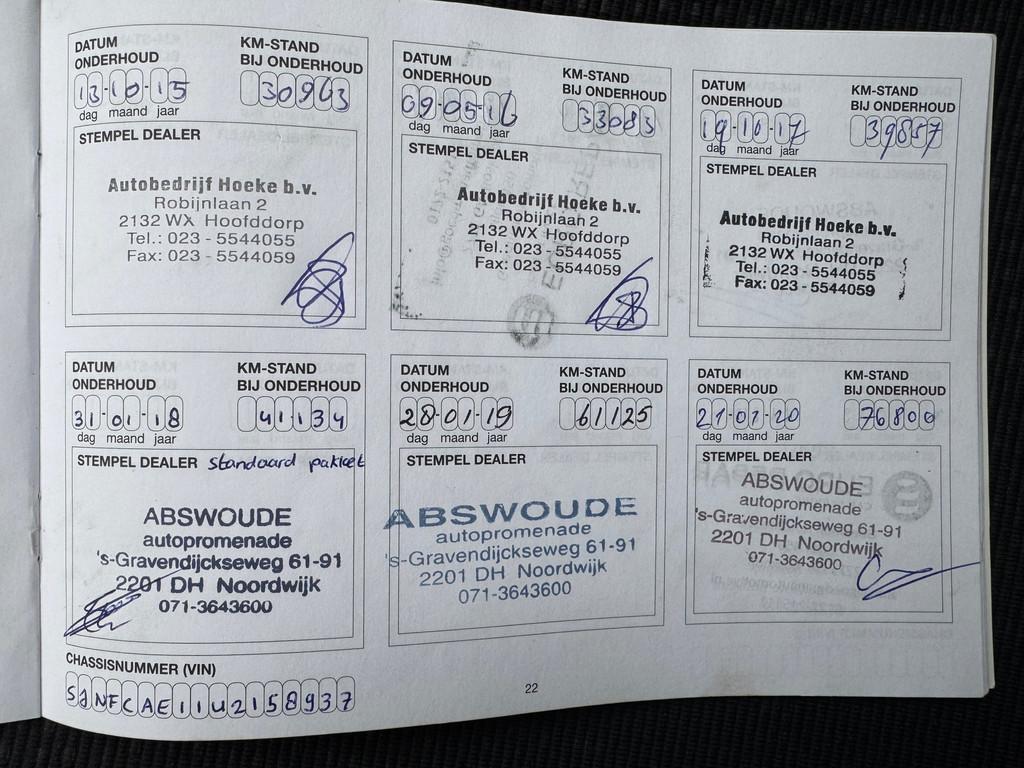 DATUM
ONDERHOUD
13-10-15
dag maand jaar
KM-STAND
BIJ ONDERHOUD
30943
STEMPEL DEALER
Autobedrijf Hoeke b.v.
Robijnlaan 2
2132 WX Hoofddorp
Tel.: 023 - 5544055
Fax: 023 - 5544059
DATUM
ONDERHOUD
09-05-16
dag maand jaar
KM-STAND
BIJ ONDERHOUD
33083
STEMPEL DEALER
Autobedrijf Hoeke b.v.
Robijnlaan 2
2132 WX Hoofddorp
Tel.: 023 - 5544055
Fax: 023 - 5544059
DATUM
ONDERHOUD
19-10-17
dag maand jaar
KM-STAND
BIJ ONDERHOUD
39857
STEMPEL DEALER
Autobedrijf Hoeke b.v.
Robijnlaan 2
2132 WX Hoofddorp
Tel.: 023 - 5544055
Fax: 023 - 5544059
DATUM
ONDERHOUD
31-01-18
dag maand jaar
KM-STAND
BIJ ONDERHOUD
41134
STEMPEL DEALER standaard pakket
ABSWOUDE
autopromenade
's-Gravendijckseweg 61-91
2201 DH Noordwijk
071-3643600
DATUM
ONDERHOUD
28-01-19
dag maand jaar
KM-STAND
BIJ ONDERHOUD
61125
STEMPEL DEALER
ABSWOUDE
autopromenade
's-Gravendijckseweg 61-91
2201 DH Noordwijk
071-3643600
DATUM
ONDERHOUD
21-01-20
dag maand jaar
KM-STAND
BIJ ONDERHOUD
76800
STEMPEL DEALER
ABSWOUDE
autopromenade
's-Gravendijckseweg 61-91
2201 DH Noordwijk
071-3643600
CHASSISNUMMER (VIN)
SJNFCAE11U2158937
22